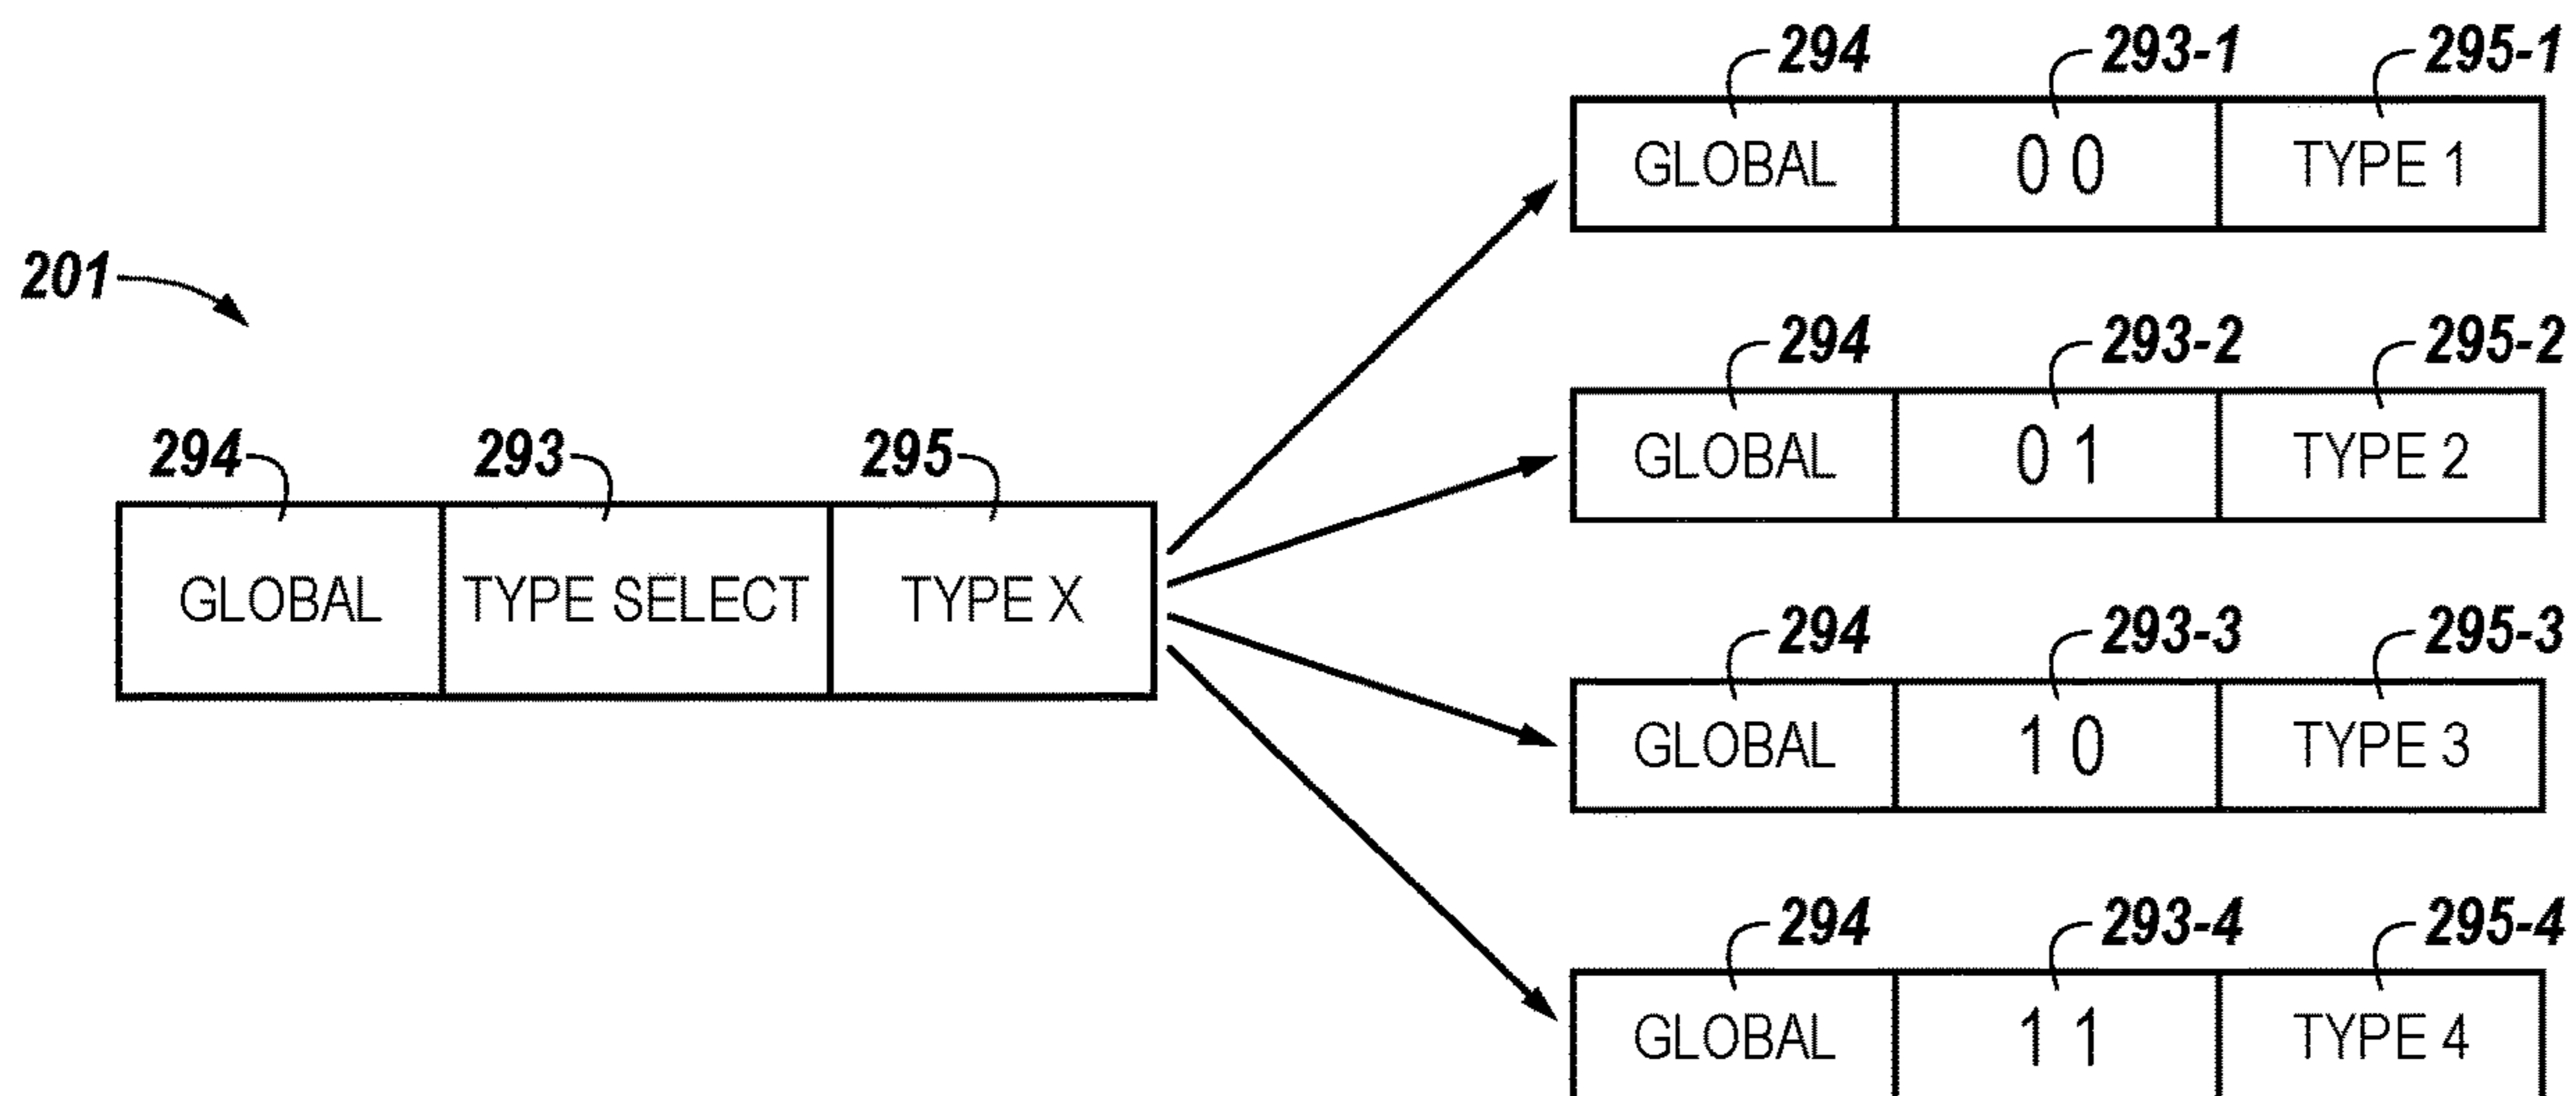 294 293-1 295-1
GLOBAL 0 0 TYPE 1
201
294 293-2 295-2
GLOBAL 0 1 TYPE 2
294 293 295
GLOBAL TYPE SELECT TYPE X
294 293-3 295-3
GLOBAL 1 0 TYPE 3
294 293-4 295-4
GLOBAL 1 1 TYPE 4